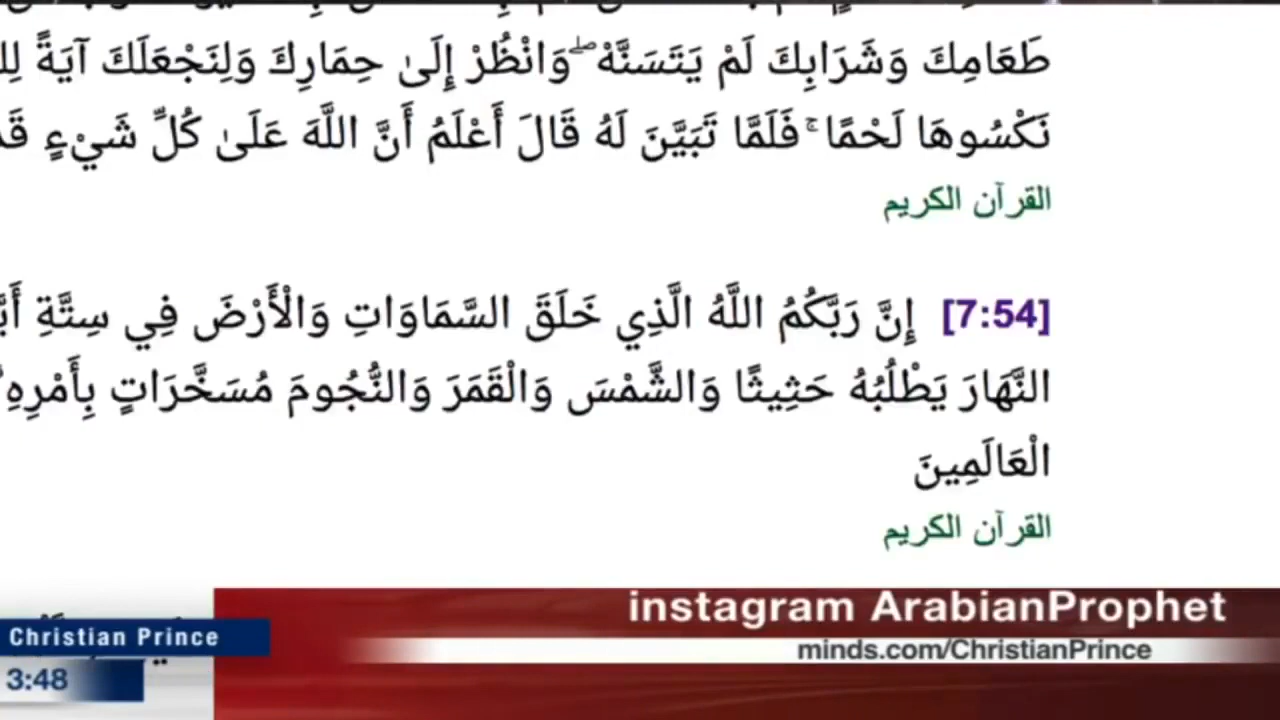 طَعَامِكَ وَشَرَابِكَ لَمْ يَتَسَنَّهْ ۖ وَانْظُرْ إِلَىٰ حِمَارِكَ وَلِنَجْعَلَكَ آيَةً
نَكْسُوهَا لَحْمًا ۚ فَلَمَّا تَبَيَّنَ لَهُ قَالَ أَعْلَمُ أَنَّ اللَّهَ عَلَىٰ كُلِّ شَيْءٍ
القرآن الكريم
[7:54] إِنَّ رَبَّكُمُ اللَّهُ الَّذِي خَلَقَ السَّمَاوَاتِ وَالْأَرْضَ فِي سِتَّةِ
النَّهَارَ يَطْلُبُهُ حَثِيثًا وَالشَّمْسَ وَالْقَمَرَ وَالنُّجُومَ مُسَخَّرَاتٍ بِأَمْرِهِ
الْعَالَمِينَ
القرآن الكريم
instagram ArabianProphet
Christian Prince
minds.com/ChristianPrince
3:48